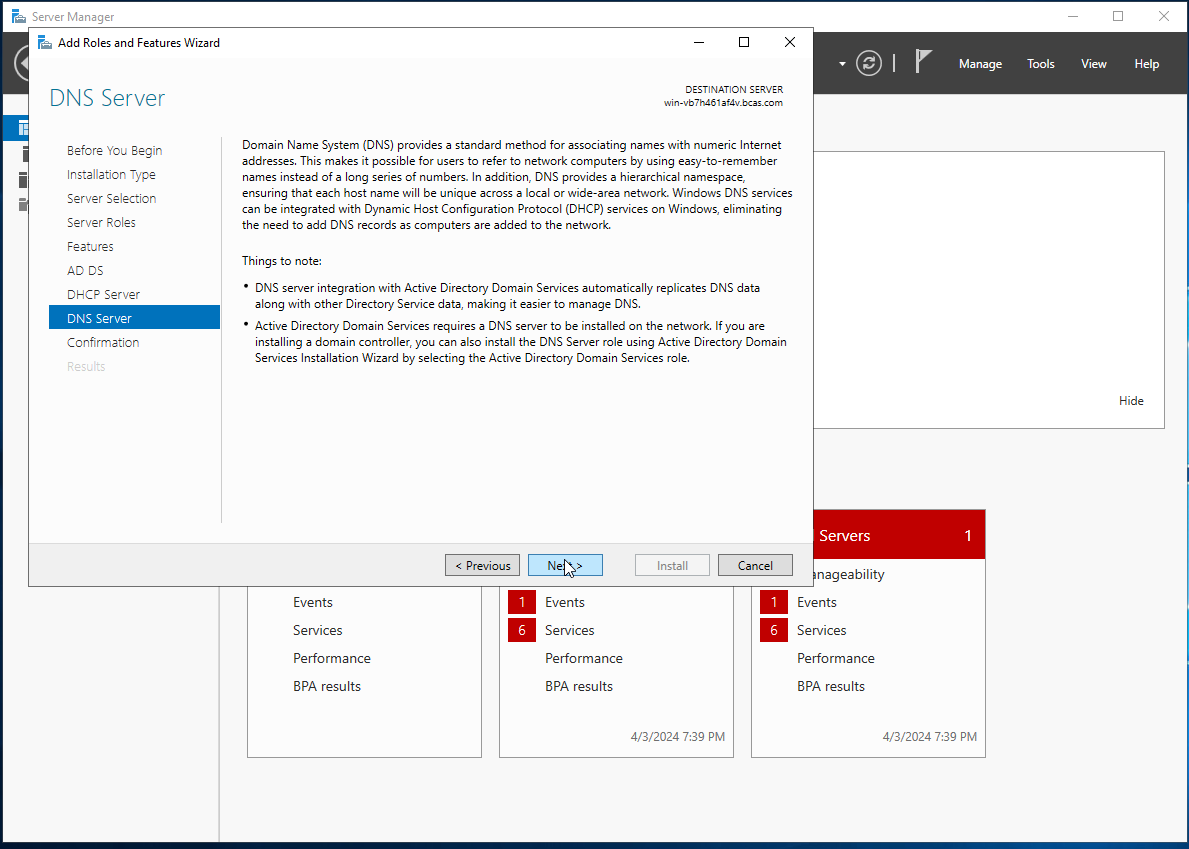 Server Manager
Add Roles and Features Wizard
Manage
Tools
View
Help
DNS Server
DESTINATION SERVER
win-vb7h461af4v.bcas.com
Before You Begin
Installation Type
Server Selection
Server Roles
Features
AD DS
DHCP Server
DNS Server
Confirmation
Results
Domain Name System (DNS) provides a standard method for associating names with numeric Internet
addresses. This makes it possible for users to refer to network computers by using easy-to-remember
names instead of a long series of numbers. In addition, DNS provides a hierarchical namespace,
ensuring that each host name will be unique across a local or wide-area network. Windows DNS services
can be integrated with Dynamic Host Configuration Protocol (DHCP) services on Windows, eliminating
the need to add DNS records as computers are added to the network.
Things to note:
• DNS server integration with Active Directory Domain Services automatically replicates DNS data
along with other Directory Service data, making it easier to manage DNS.
• Active Directory Domain Services requires a DNS server to be installed on the network. If you are
installing a domain controller, you can also install the DNS Server role using Active Directory Domain
Services Installation Wizard by selecting the Active Directory Domain Services role.
< Previous
Next >
Install
Cancel
Hide
Servers
1
Events
Services
Performance
BPA results
1 Events
6 Services
Performance
BPA results
4/3/2024 7:39 PM
anageability
1 Events
6 Services
Performance
BPA results
4/3/2024 7:39 PM